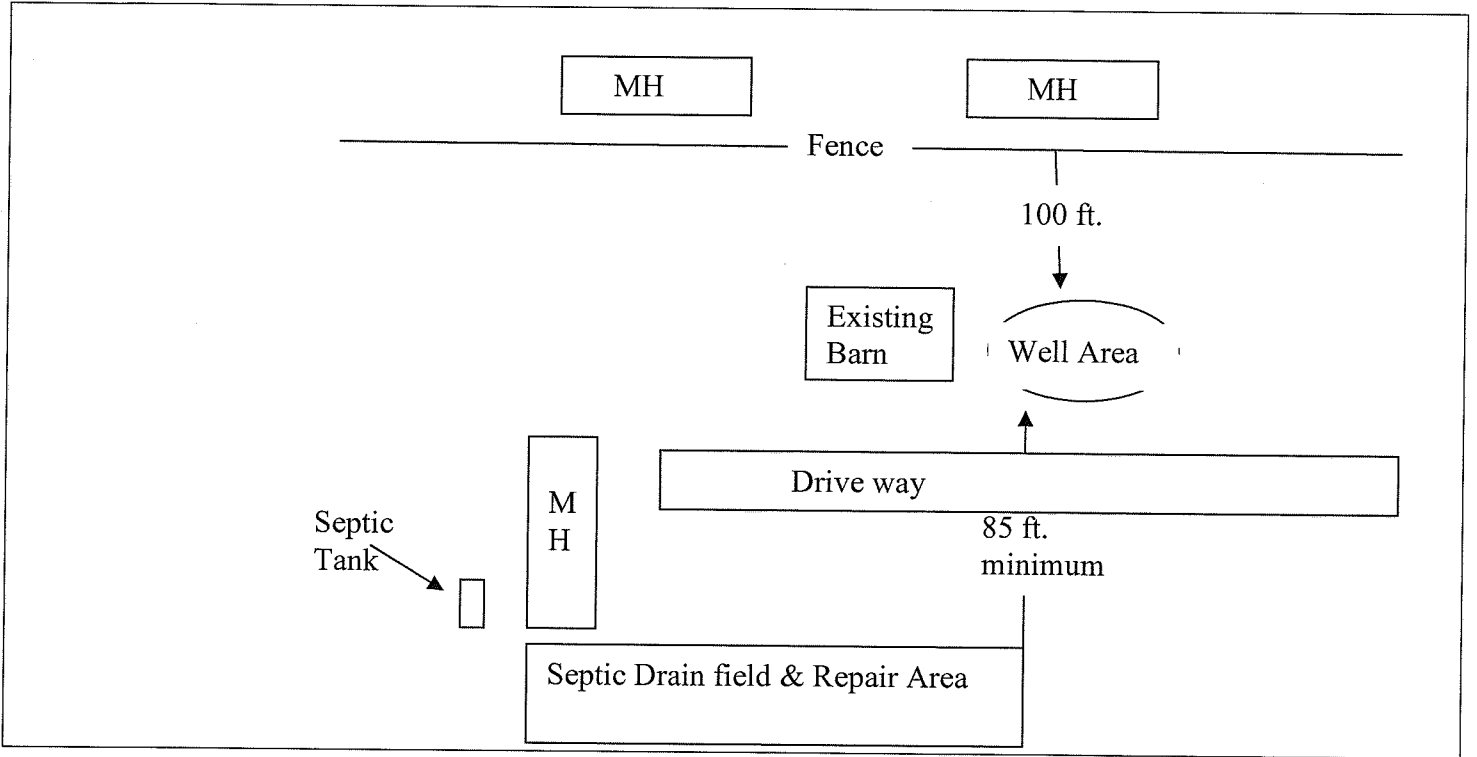 MH
MH
Fence
100 ft.
Existing
Barn
Well Area
Drive way
M
H
Septic
Tank
85 ft.
minimum
Septic Drain field & Repair Area